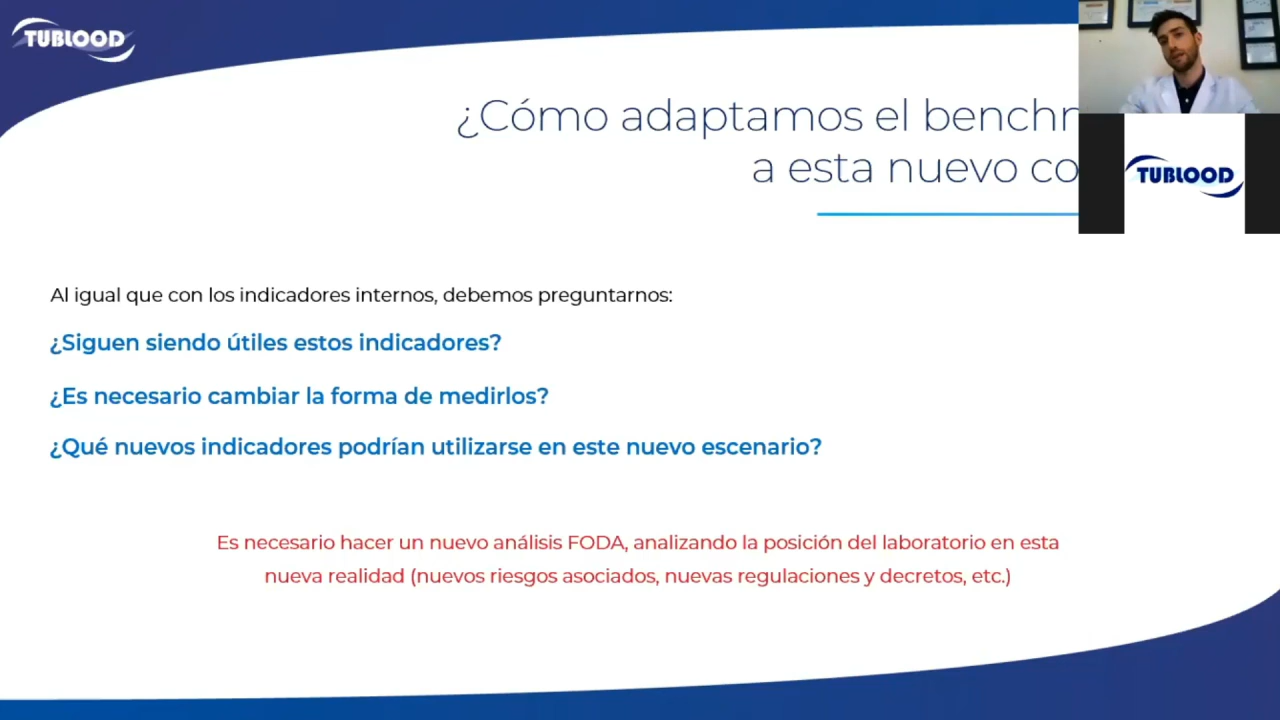 TUBLOOD
¿Cómo adaptamos el
a esta nuevo
TUBLOOD
Al igual que con los indicadores internos, debemos preguntarnos:
¿Siguen siendo útiles estos indicadores?
¿Es necesario cambiar la forma de medirlos?
¿Qué nuevos indicadores podrían utilizarse en este nuevo escenario?
Es necesario hacer un nuevo análisis FODA, analizando la posición del laboratorio en esta
nueva realidad (nuevos riesgos asociados, nuevas regulaciones y decretos, etc.)